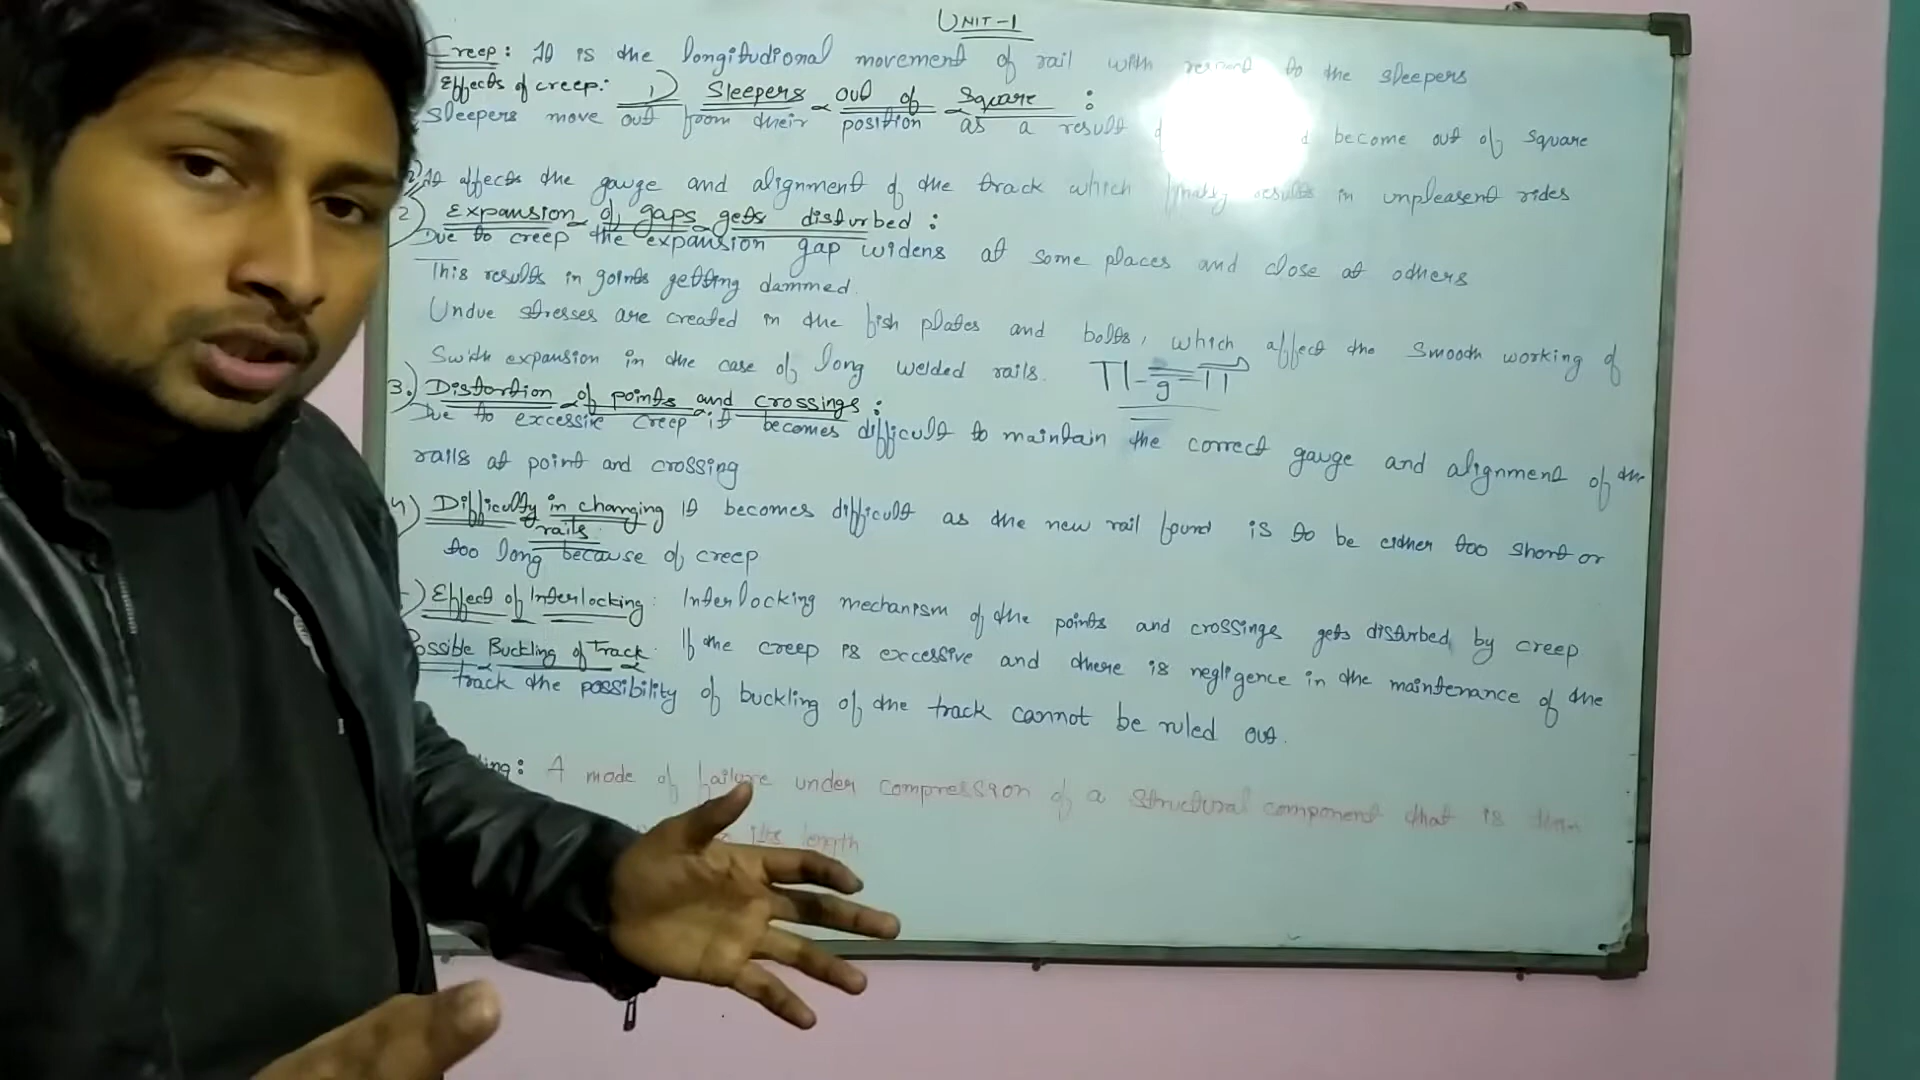 UNIT-1
Creep: It is the longitudional movement of rail with respect to the sleepers
Effects of creep: 1) Sleepers out of square :
Sleepers move out from their position as a result become out of square
It affects the gauge and alignment of the track which finally results in unpleasent rides
2) Expansion of gaps gets disturbed :
Due to creep the expansion gap widens at some places and close at others
This results in joints getting dammed.
Undue stresses are created in the fish plates and bolts, which affect the smooth working of
Swith expansion in the case of long welded rails.
g
3.) Distortion of points and crossings :
Due to excessive creep it becomes difficult to maintain the correct gauge and alignment of the
rails at point and crossing
4) Difficulty in changing It becomes difficult as the new rail found is to be either too short or
rails :
too long because of creep
) Effect of Interlocking : Interlocking mechanism of the points and crossings gets disturbed by creep
Possible Buckling of Track : If the creep is excessive and there is negligence in the maintenance of the
track the possibility of buckling of the track cannot be ruled out.
ing : A mode of failure under compression of a structural component that is thin
its length